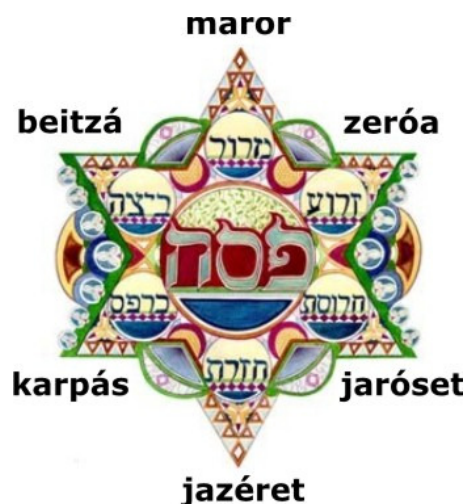 maror
beitzá
zeróa
מרור
ביצה
זרוע
פסח
כרפס
חרוסת
חזרת
karpás
jaróset
jazéret